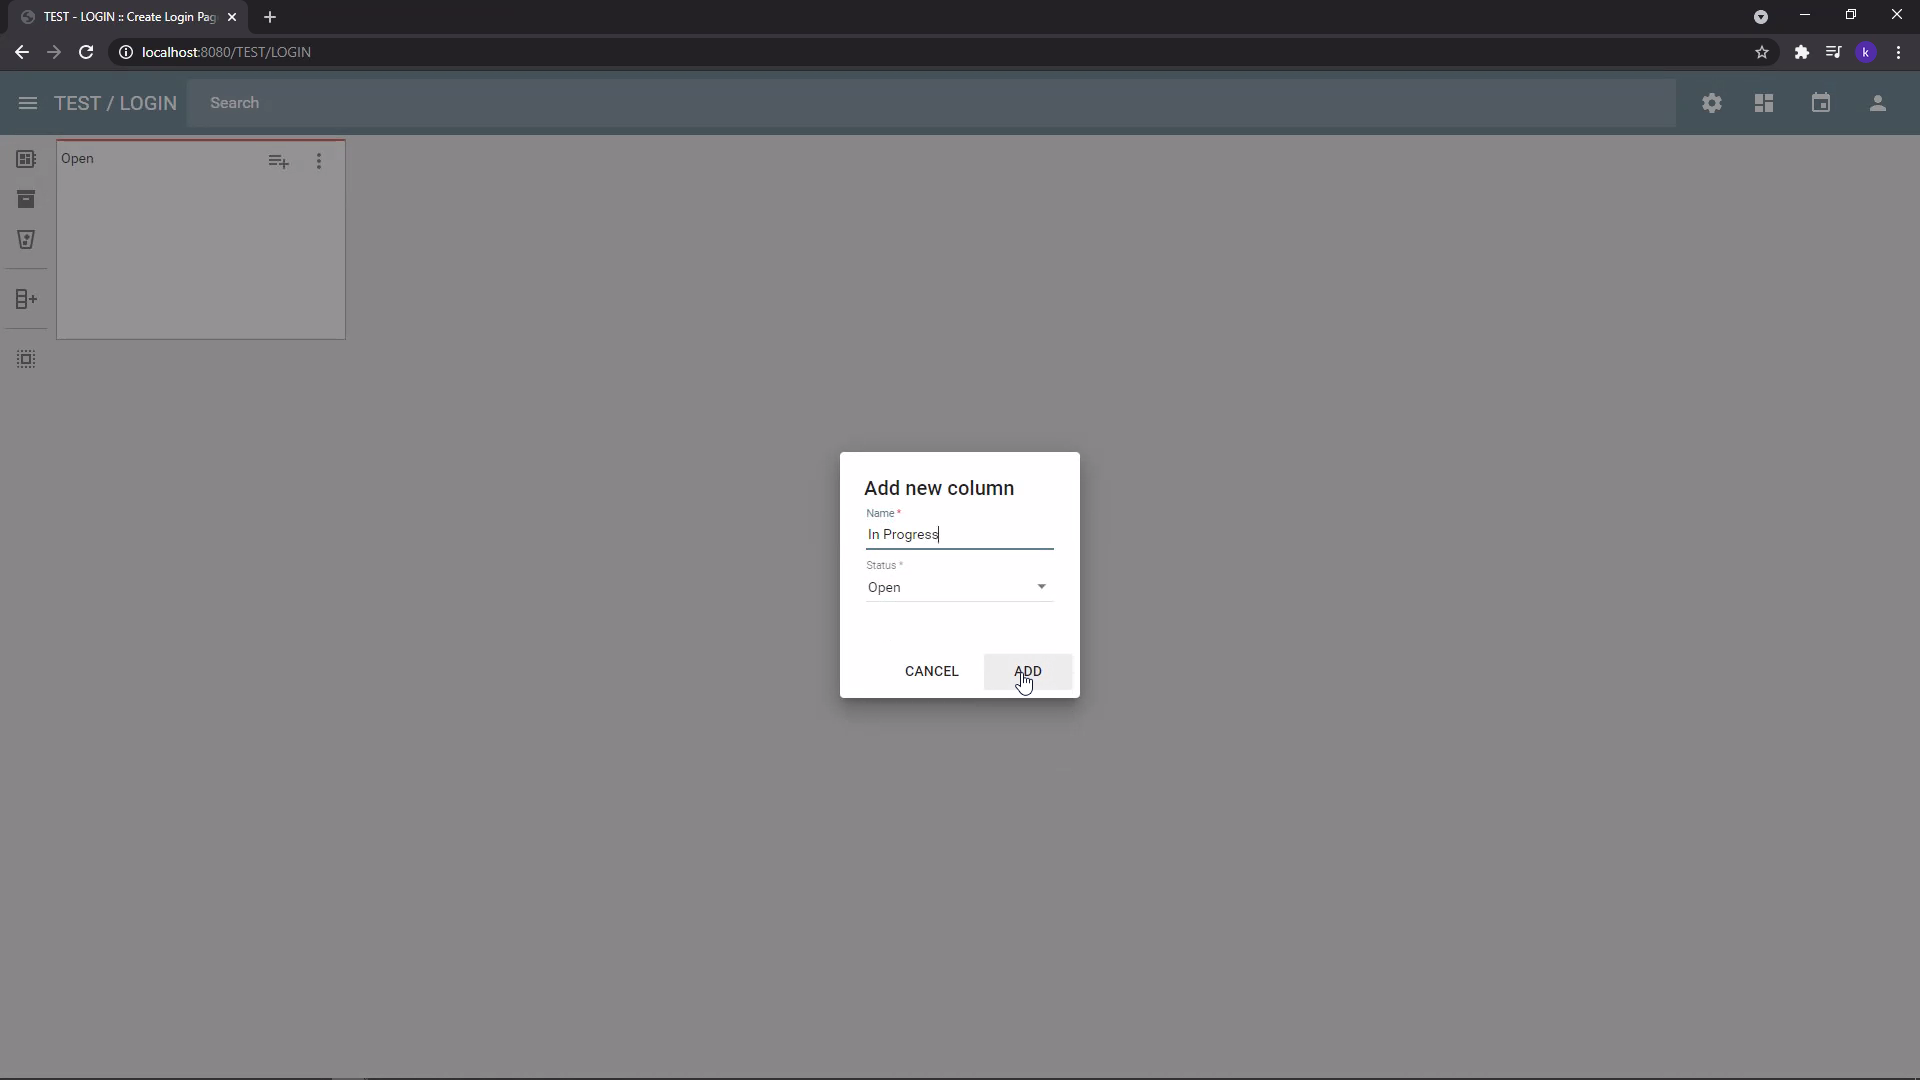 TEST - LOGIN :: Create Login Pag
localhost:8080/TEST/LOGIN
k
TEST / LOGIN
Search
Open
Add new column
Name *
In Progress
Status *
Open
CANCEL
ADD